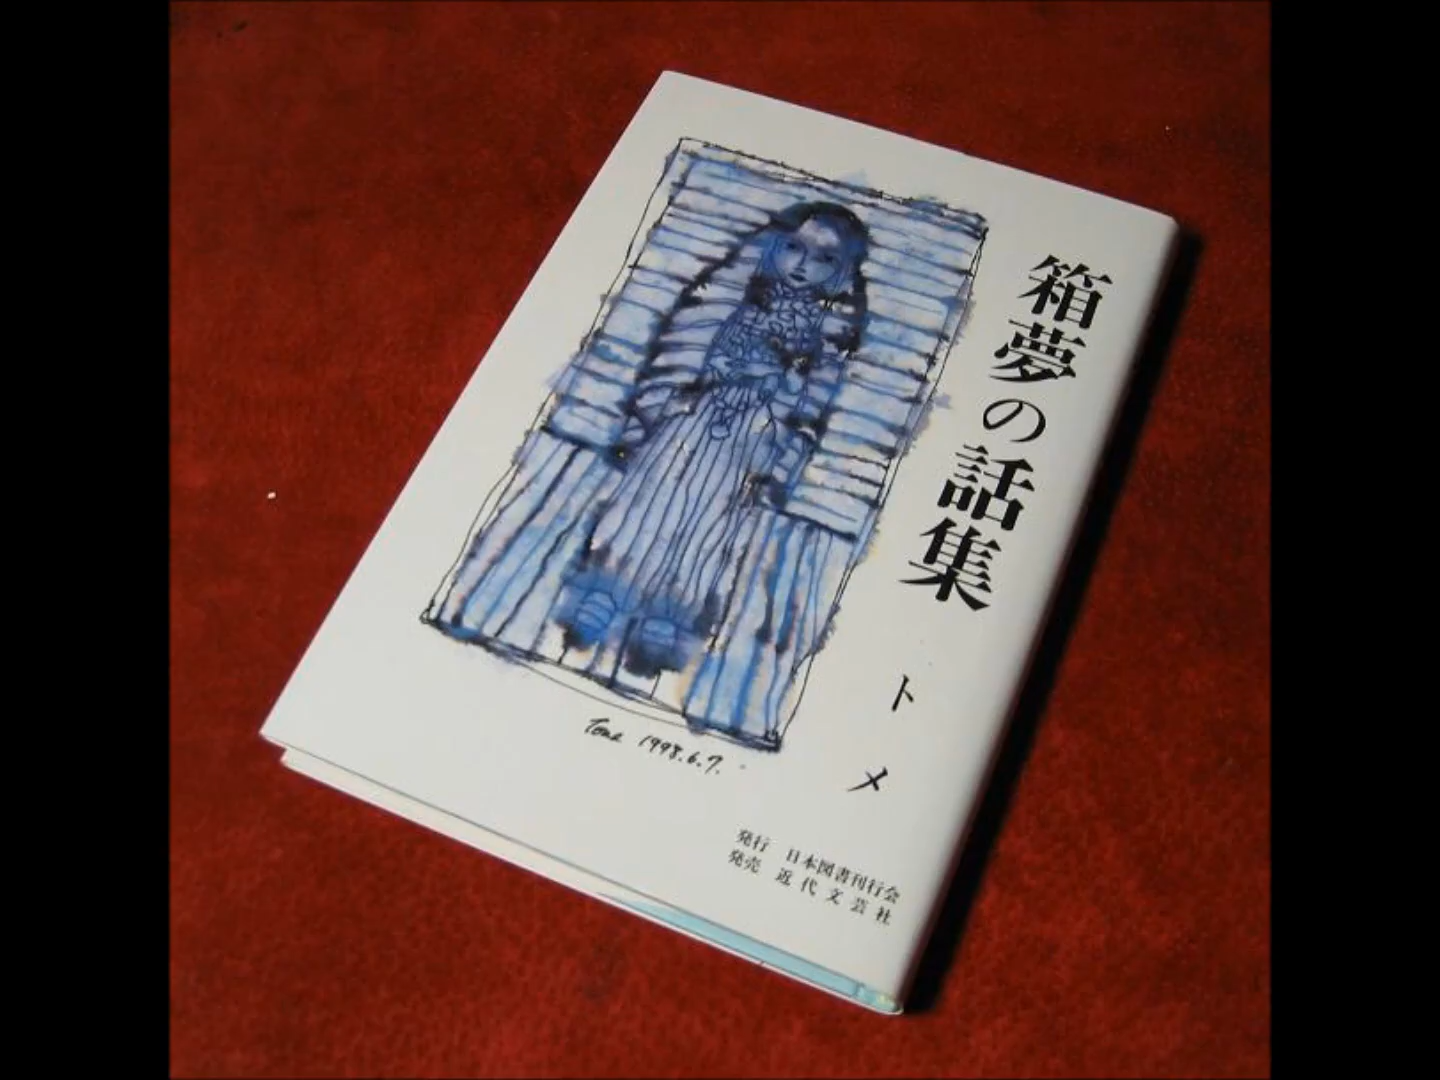 箱夢の話集
トメ
Tome 1998.6.7.
発行 日本図書刊行会
発売 近代文芸社